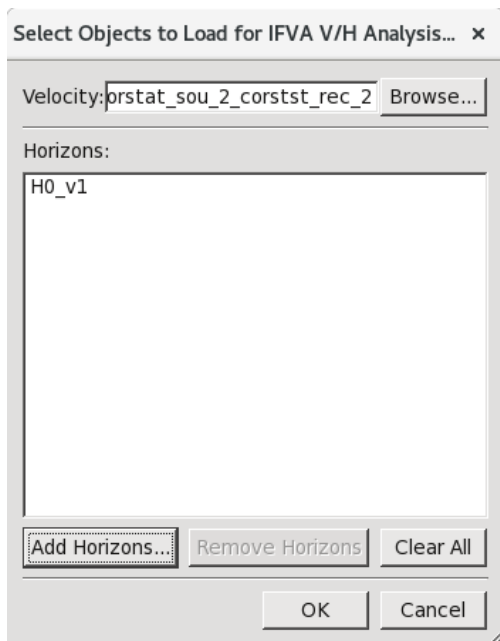 Select Objects to Load for IFVA V/H Analysis... ×
Velocity: orstat_sou_2_corstst_rec_2 Browse...
Horizons:
H0_v1
Add Horizons... Remove Horizons Clear All
OK Cancel